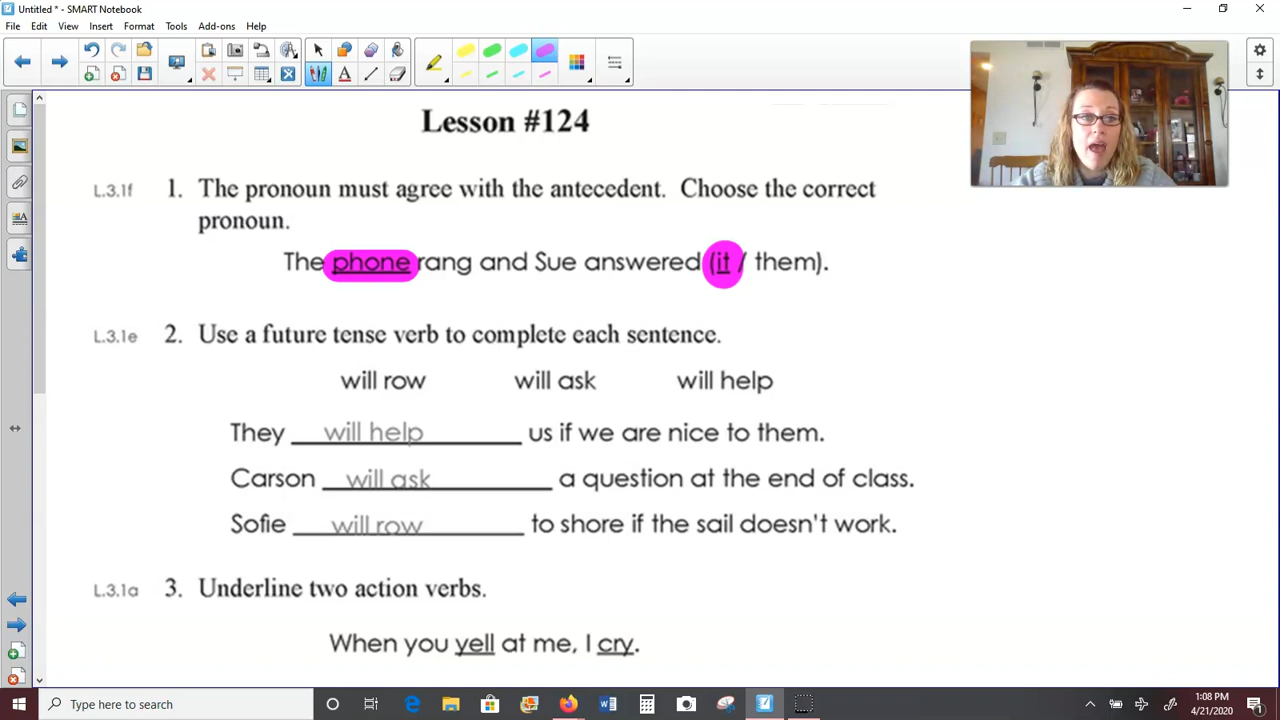 Untitled * - SMART Notebook
File Edit View Insert Format Tools Add-ons Help
Lesson #124
L.3.1f 1. The pronoun must agree with the antecedent. Choose the correct
pronoun.
The phone rang and Sue answered (it / them).
L.3.1e 2. Use a future tense verb to complete each sentence.
will row will ask will help
They will help us if we are nice to them.
Carson will ask a question at the end of class.
Sofie will row to shore if the sail doesn't work.
L.3.1a 3. Underline two action verbs.
When you yell at me, I cry.
Type here to search
1:08 PM
4/21/2020